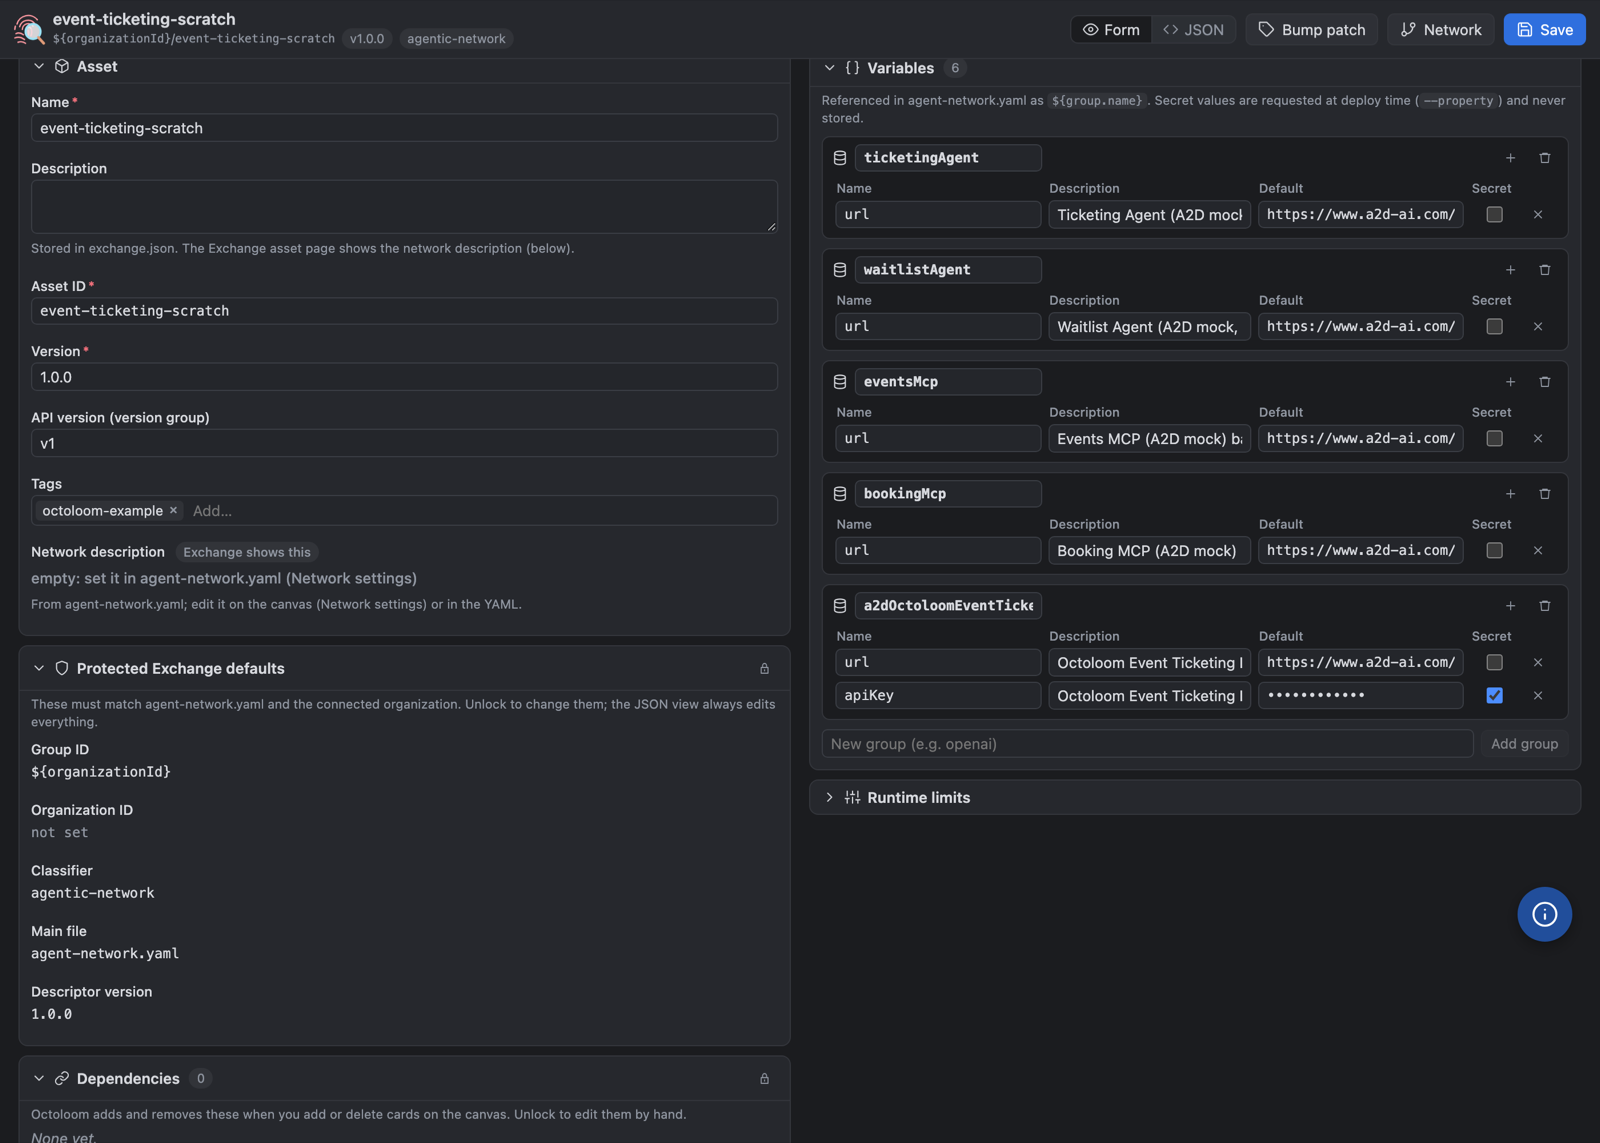 event-ticketing-scratch
${organizationId}/event-ticketing-scratch v1.0.0 agentic-network
Form
JSON
Bump patch
Network
Save
Asset
Name*
event-ticketing-scratch
Description
Stored in exchange.json. The Exchange asset page shows the network description (below).
Asset ID*
event-ticketing-scratch
Version*
1.0.0
API version (version group)
v1
Tags
octoloom-example × Add...
Network description Exchange shows this
empty: set it in agent-network.yaml (Network settings)
From agent-network.yaml; edit it on the canvas (Network settings) or in the YAML.
Protected Exchange defaults
These must match agent-network.yaml and the connected organization. Unlock to change them; the JSON view always edits
everything.
Group ID
${organizationId}
Organization ID
not set
Classifier
agentic-network
Main file
agent-network.yaml
Descriptor version
1.0.0
Dependencies 0
Octoloom adds and removes these when you add or delete cards on the canvas. Unlock to edit them by hand.
None yet.
{} Variables 6
Referenced in agent-network.yaml as ${group.name}. Secret values are requested at deploy time (--property) and never
stored.
ticketingAgent
Name Description Default Secret
url Ticketing Agent (A2D mock https://www.a2d-ai.com/
waitlistAgent
Name Description Default Secret
url Waitlist Agent (A2D mock, https://www.a2d-ai.com/
eventsMcp
Name Description Default Secret
url Events MCP (A2D mock) ba https://www.a2d-ai.com/
bookingMcp
Name Description Default Secret
url Booking MCP (A2D mock) https://www.a2d-ai.com/
a2dOctoloomEventTicke
Name Description Default Secret
url Octoloom Event Ticketing https://www.a2d-ai.com/
apiKey Octoloom Event Ticketing ••••••••••••
New group (e.g. openai) Add group
Runtime limits